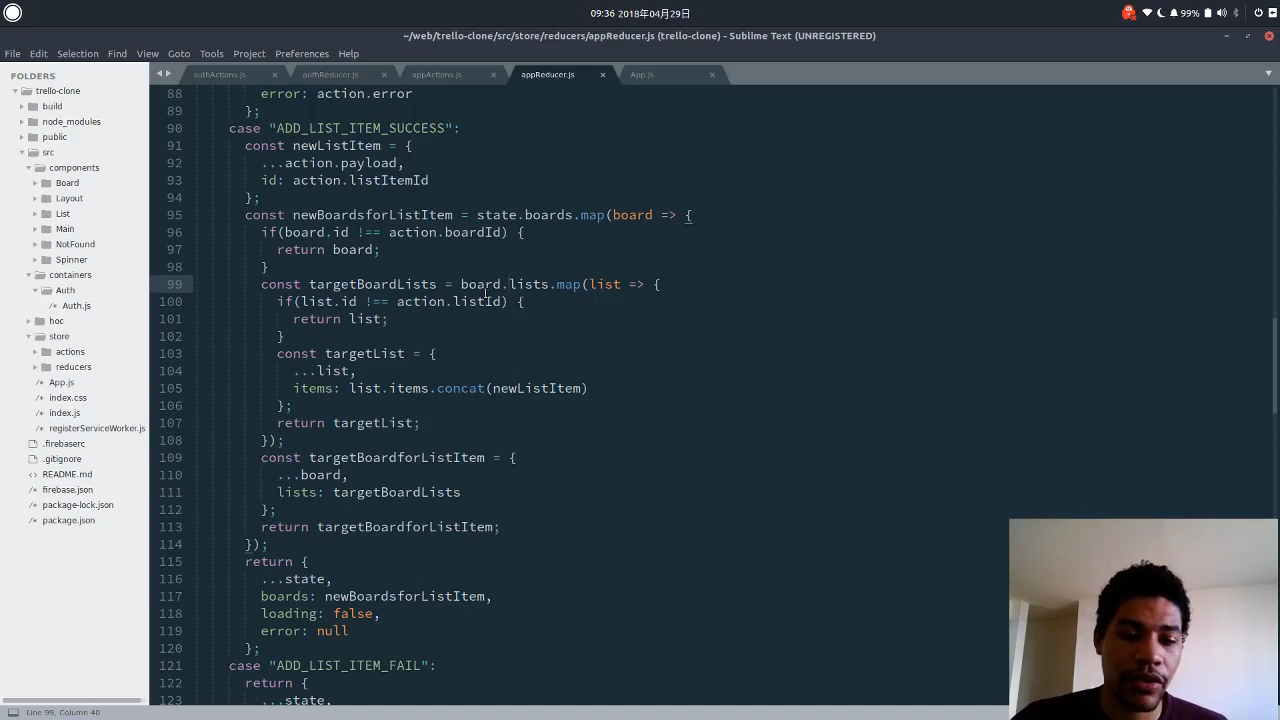 09:36 2018年04月29日
99%
~/web/trello-clone/src/store/reducers/appReducer.js (trello-clone) - Sublime Text (UNREGISTERED)
File Edit Selection Find View Goto Tools Project Preferences Help
FOLDERS
trello-clone
build
node_modules
public
src
components
Board
Layout
List
Main
NotFound
Spinner
containers
Auth
Auth.js
hoc
store
actions
reducers
App.js
index.css
index.js
registerServiceWorker.js
.firebaserc
.gitignore
README.md
firebase.json
package-lock.json
package.json
authActions.js authReducer.js appActions.js appReducer.js App.js
88 error: action.error
89 };
90 case "ADD_LIST_ITEM_SUCCESS":
91 const newListItem = {
92 ...action.payload,
93 id: action.listItemId
94 };
95 const newBoardsforListItem = state.boards.map(board => {
96 if(board.id !== action.boardId) {
97 return board;
98 }
99 const targetBoardLists = board.lists.map(list => {
100 if(list.id !== action.listId) {
101 return list;
102 }
103 const targetList = {
104 ...list,
105 items: list.items.concat(newListItem)
106 };
107 return targetList;
108 });
109 const targetBoardforListItem = {
110 ...board,
111 lists: targetBoardLists
112 };
113 return targetBoardforListItem;
114 });
115 return {
116 ...state,
117 boards: newBoardsforListItem,
118 loading: false,
119 error: null
120 };
121 case "ADD_LIST_ITEM_FAIL":
122 return {
123 ...state,
Line 99, Column 40